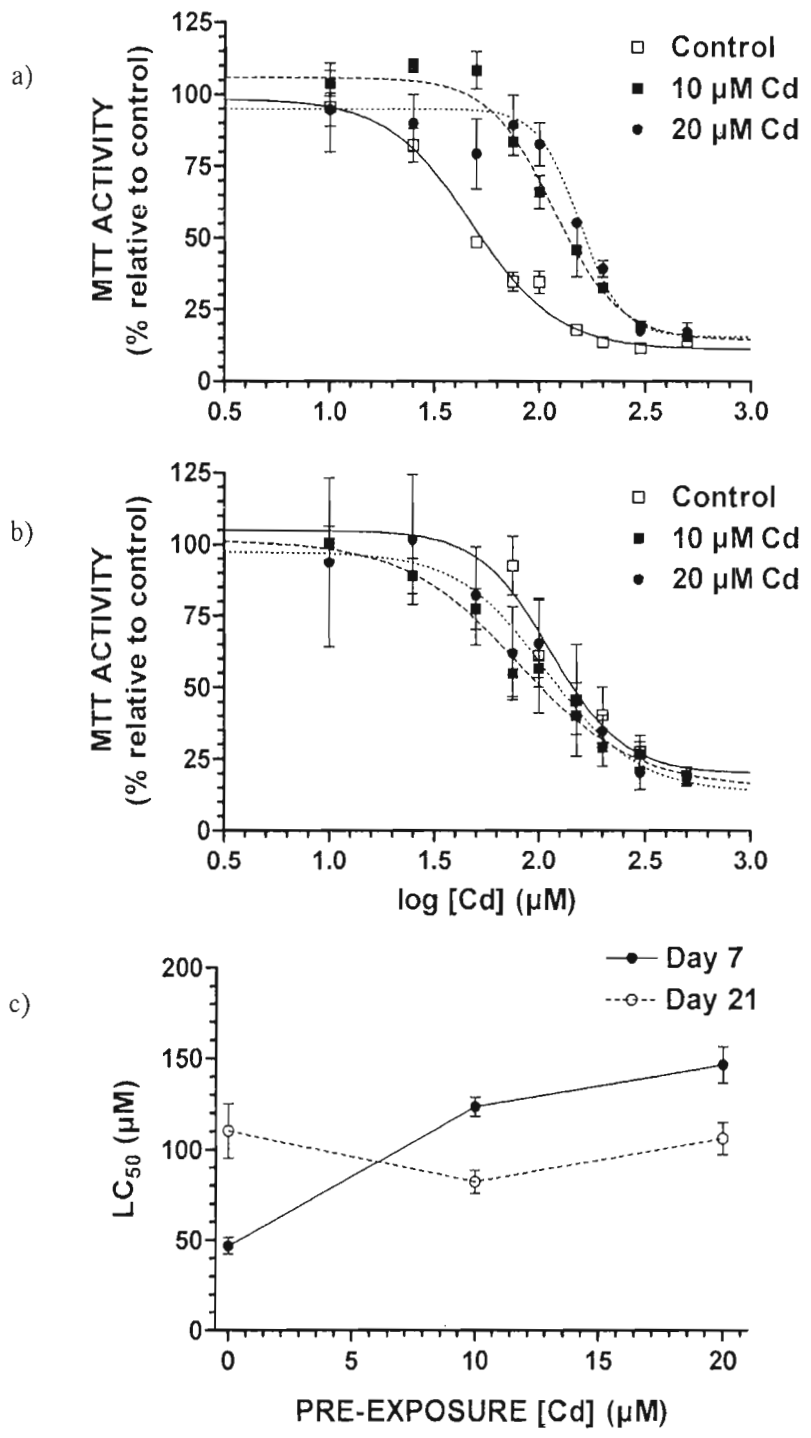 a)
MTT ACTIVITY
(% relative to control)
125
100
75
50
25
0
0.5 1.0 1.5 2.0 2.5 3.0
Control
10 µM Cd
20 µM Cd
b)
MTT ACTIVITY
(% relative to control)
125
100
75
50
25
0
0.5 1.0 1.5 2.0 2.5 3.0
log [Cd] (µM)
Control
10 µM Cd
20 µM Cd
c)
LC50 (µM)
200
150
100
50
0
0 5 10 15 20
PRE-EXPOSURE [Cd] (µM)
Day 7
Day 21